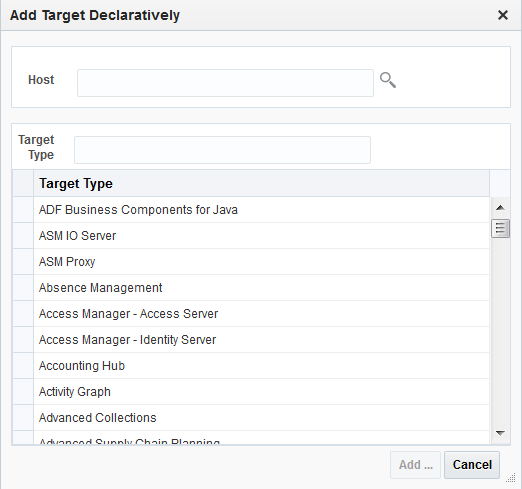 Add Target Declaratively
Host
Target
Type
Target Type
ADF Business Components for Java
ASM IO Server
ASM Proxy
Absence Management
Access Manager - Access Server
Access Manager - Identity Server
Accounting Hub
Activity Graph
Advanced Collections
Advanced Supply Chain Planning
Add ...
Cancel